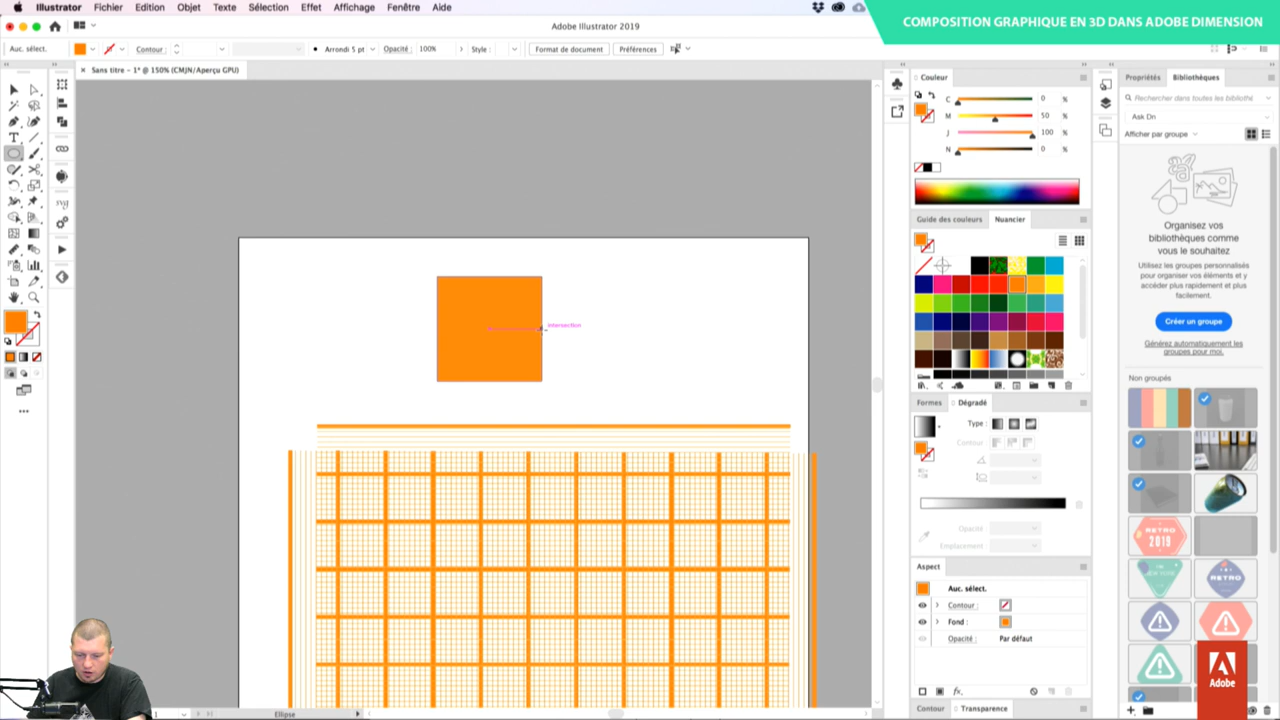 Illustrator Fichier Edition Objet Texte Sélection Effet Affichage Fenêtre Aide
COMPOSITION GRAPHIQUE EN 3D DANS ADOBE DIMENSION
Adobe Illustrator 2019
Auc. sélect. Contour : Arrondi 5 pt Opacité : 100% Style : Format de document Préférences
Sans titre - 1* @ 150% (CMJN/Aperçu GPU)
Couleur
C 0 %
M 50 %
J 100 %
N 0 %
Guide des couleurs Nuancier
Formes Dégradé
Type :
Contour :
Opacité :
Emplacement :
Aspect
Auc. sélect.
Contour :
Fond :
Opacité : Par défaut
fx.
Contour Transparence
Propriétés Bibliothèques
Rechercher dans toutes les bibliothè
Ask Dn
Afficher par groupe
Organisez vos
bibliothèques comme
vous le souhaitez
Utilisez les groupes personnalisés
pour organiser vos éléments et y
accéder plus rapidement et plus
facilement.
Créer un groupe
Générez automatiquement les
groupes pour moi.
Non groupés
RETRO
2019
RETRO
Adobe
Intersection
1 Ellipse